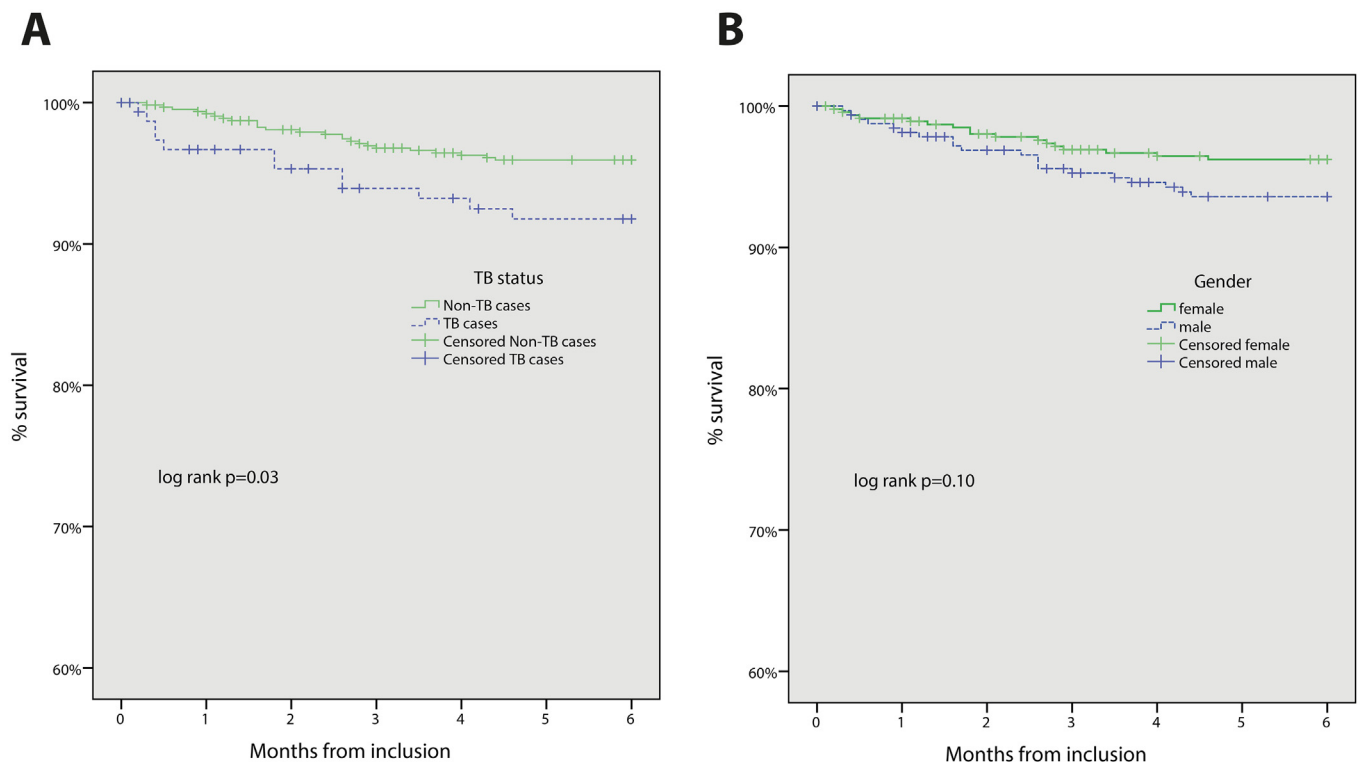 A
100%
90%
80%
70%
60%
% survival
TB status
Non-TB cases
TB cases
Censored Non-TB cases
Censored TB cases
log rank p=0.03
0 1 2 3 4 5 6
Months from inclusion
B
100%
90%
80%
70%
60%
% survival
Gender
female
male
Censored female
Censored male
log rank p=0.10
0 1 2 3 4 5 6
Months from inclusion